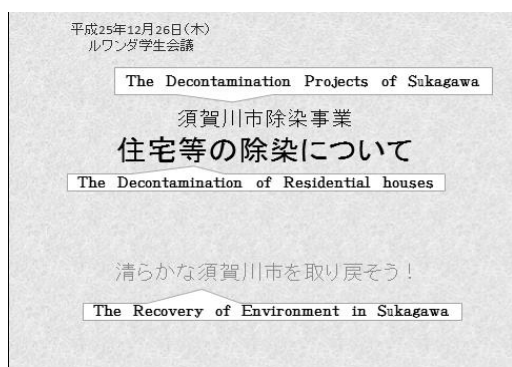 平成25年12月26日(木)
ルワンダ学生会議
The Decontamination Projects of Sukagawa
須賀川市除染事業
住宅等の除染について
The Decontamination of Residential houses
清らかな須賀川市を取り戻そう！
The Recovery of Environment in Sukagawa